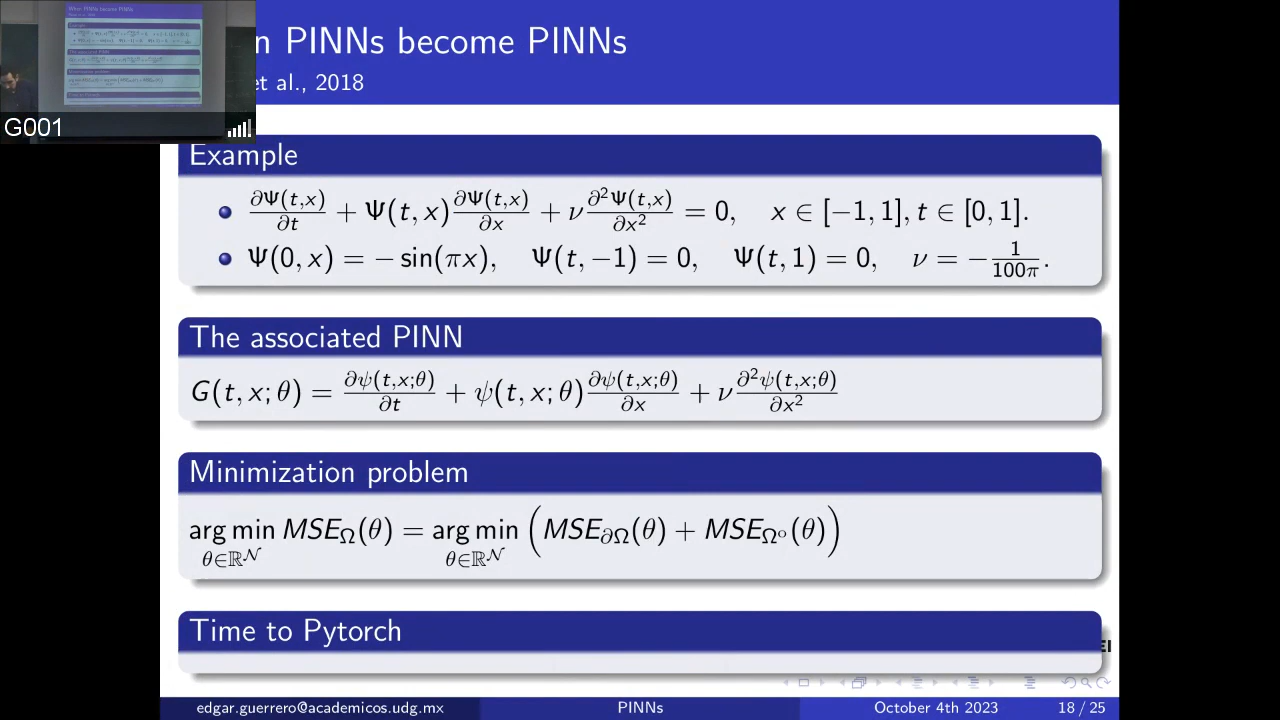 n PINNs become PINNs
et al., 2018
G001
Example
∂Ψ(t,x)/∂t + Ψ(t, x) ∂Ψ(t,x)/∂x + ν ∂²Ψ(t,x)/∂x² = 0, x ∈ [−1, 1], t ∈ [0, 1].
Ψ(0, x) = − sin(πx), Ψ(t, −1) = 0, Ψ(t, 1) = 0, ν = − 1/100π.
The associated PINN
G(t, x; θ) = ∂ψ(t,x;θ)/∂t + ψ(t, x; θ) ∂ψ(t,x;θ)/∂x + ν ∂²ψ(t,x;θ)/∂x²
Minimization problem
arg min θ∈ℝ^𝒩 MSE_Ω(θ) = arg min θ∈ℝ^𝒩 (MSE_∂Ω(θ) + MSE_Ω°(θ))
Time to Pytorch
edgar.guerrero@academicos.udg.mx PINNs October 4th 2023 18 / 25